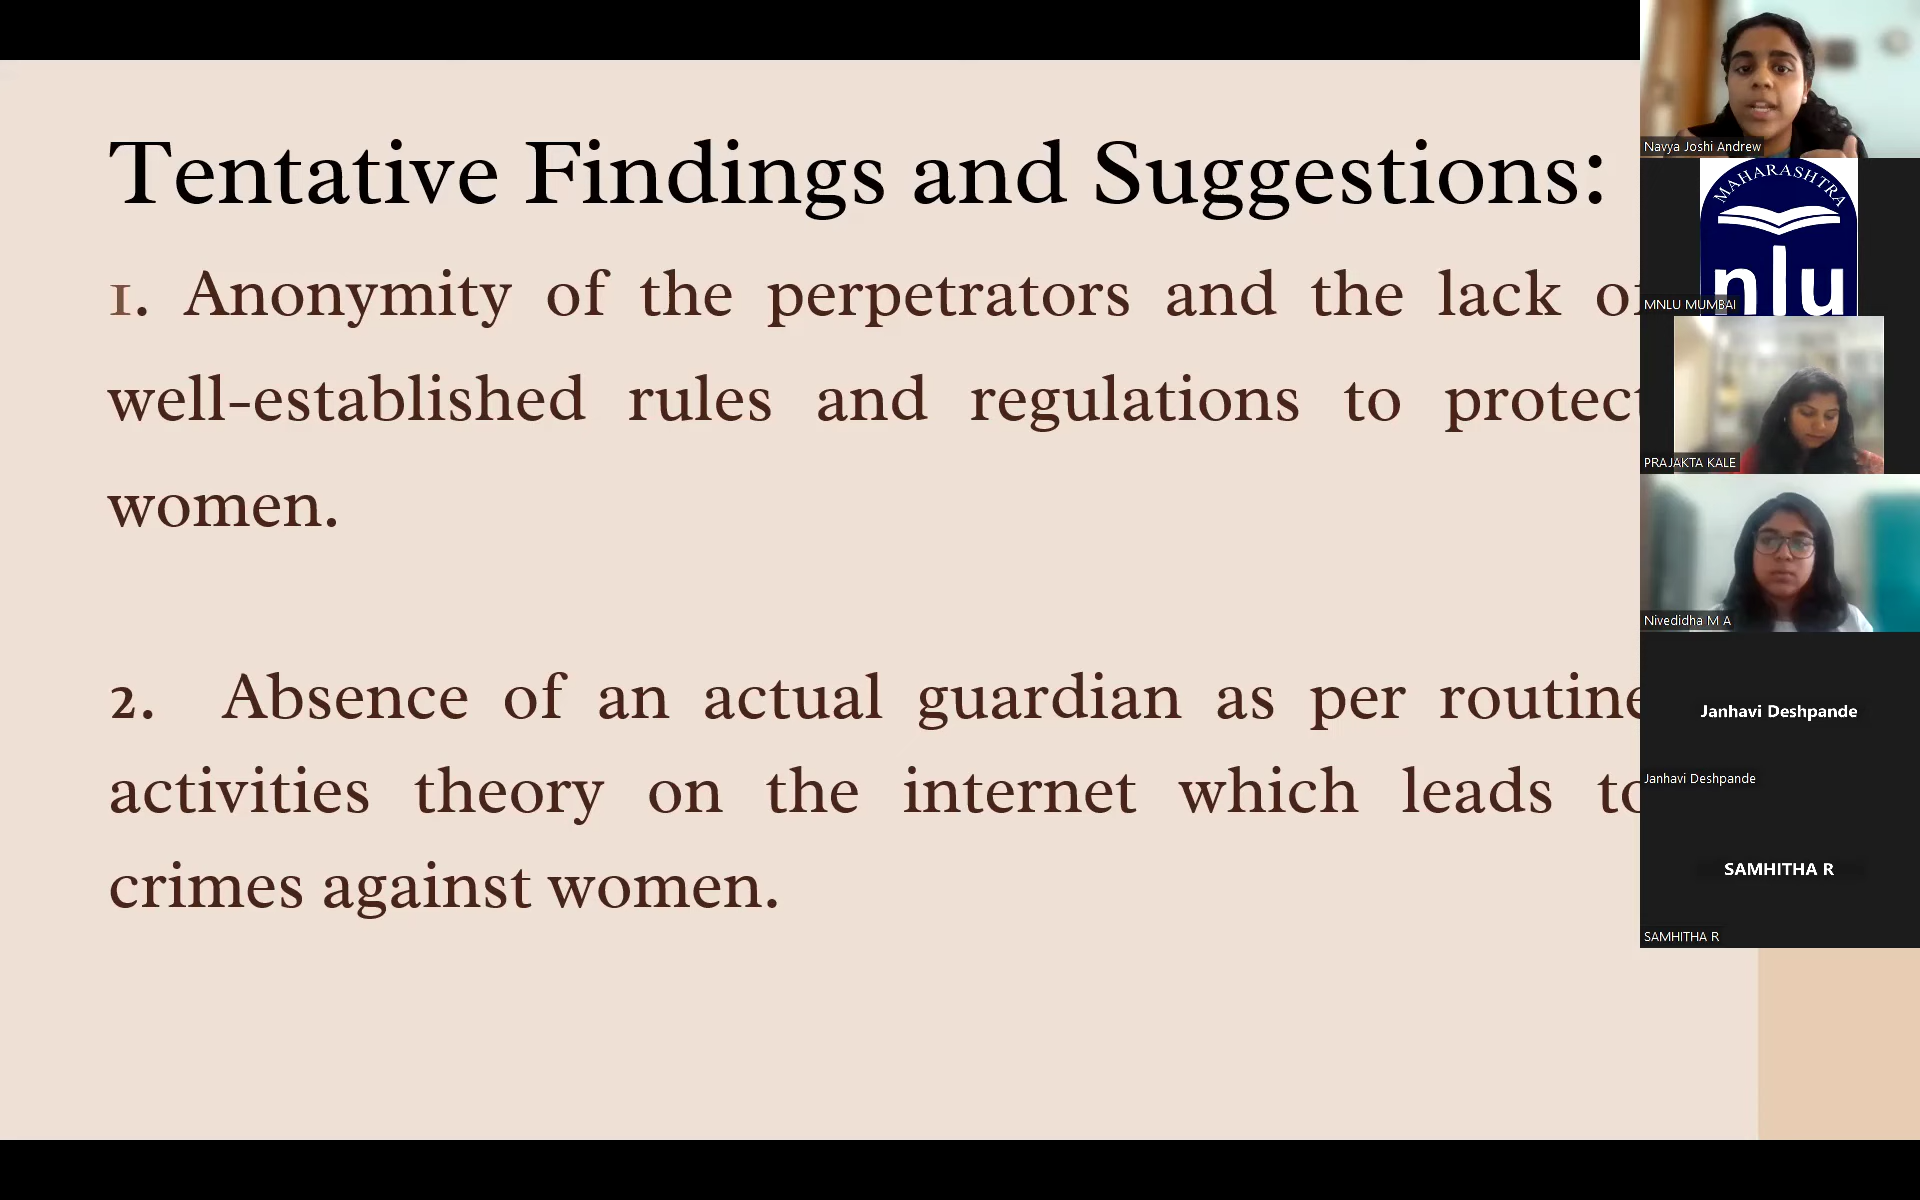 Tentative Findings and Suggestions:
1. Anonymity of the perpetrators and the lack of
well-established rules and regulations to protect
women.
2. Absence of an actual guardian as per routine
activities theory on the internet which leads to
crimes against women.
Navya Joshi Andrew
MAHARASHTRA
nlu
MNLU MUMBAI
PRAJAKTA KALE
Nivedidha M A
Janhavi Deshpande
Janhavi Deshpande
SAMHITHA R
SAMHITHA R